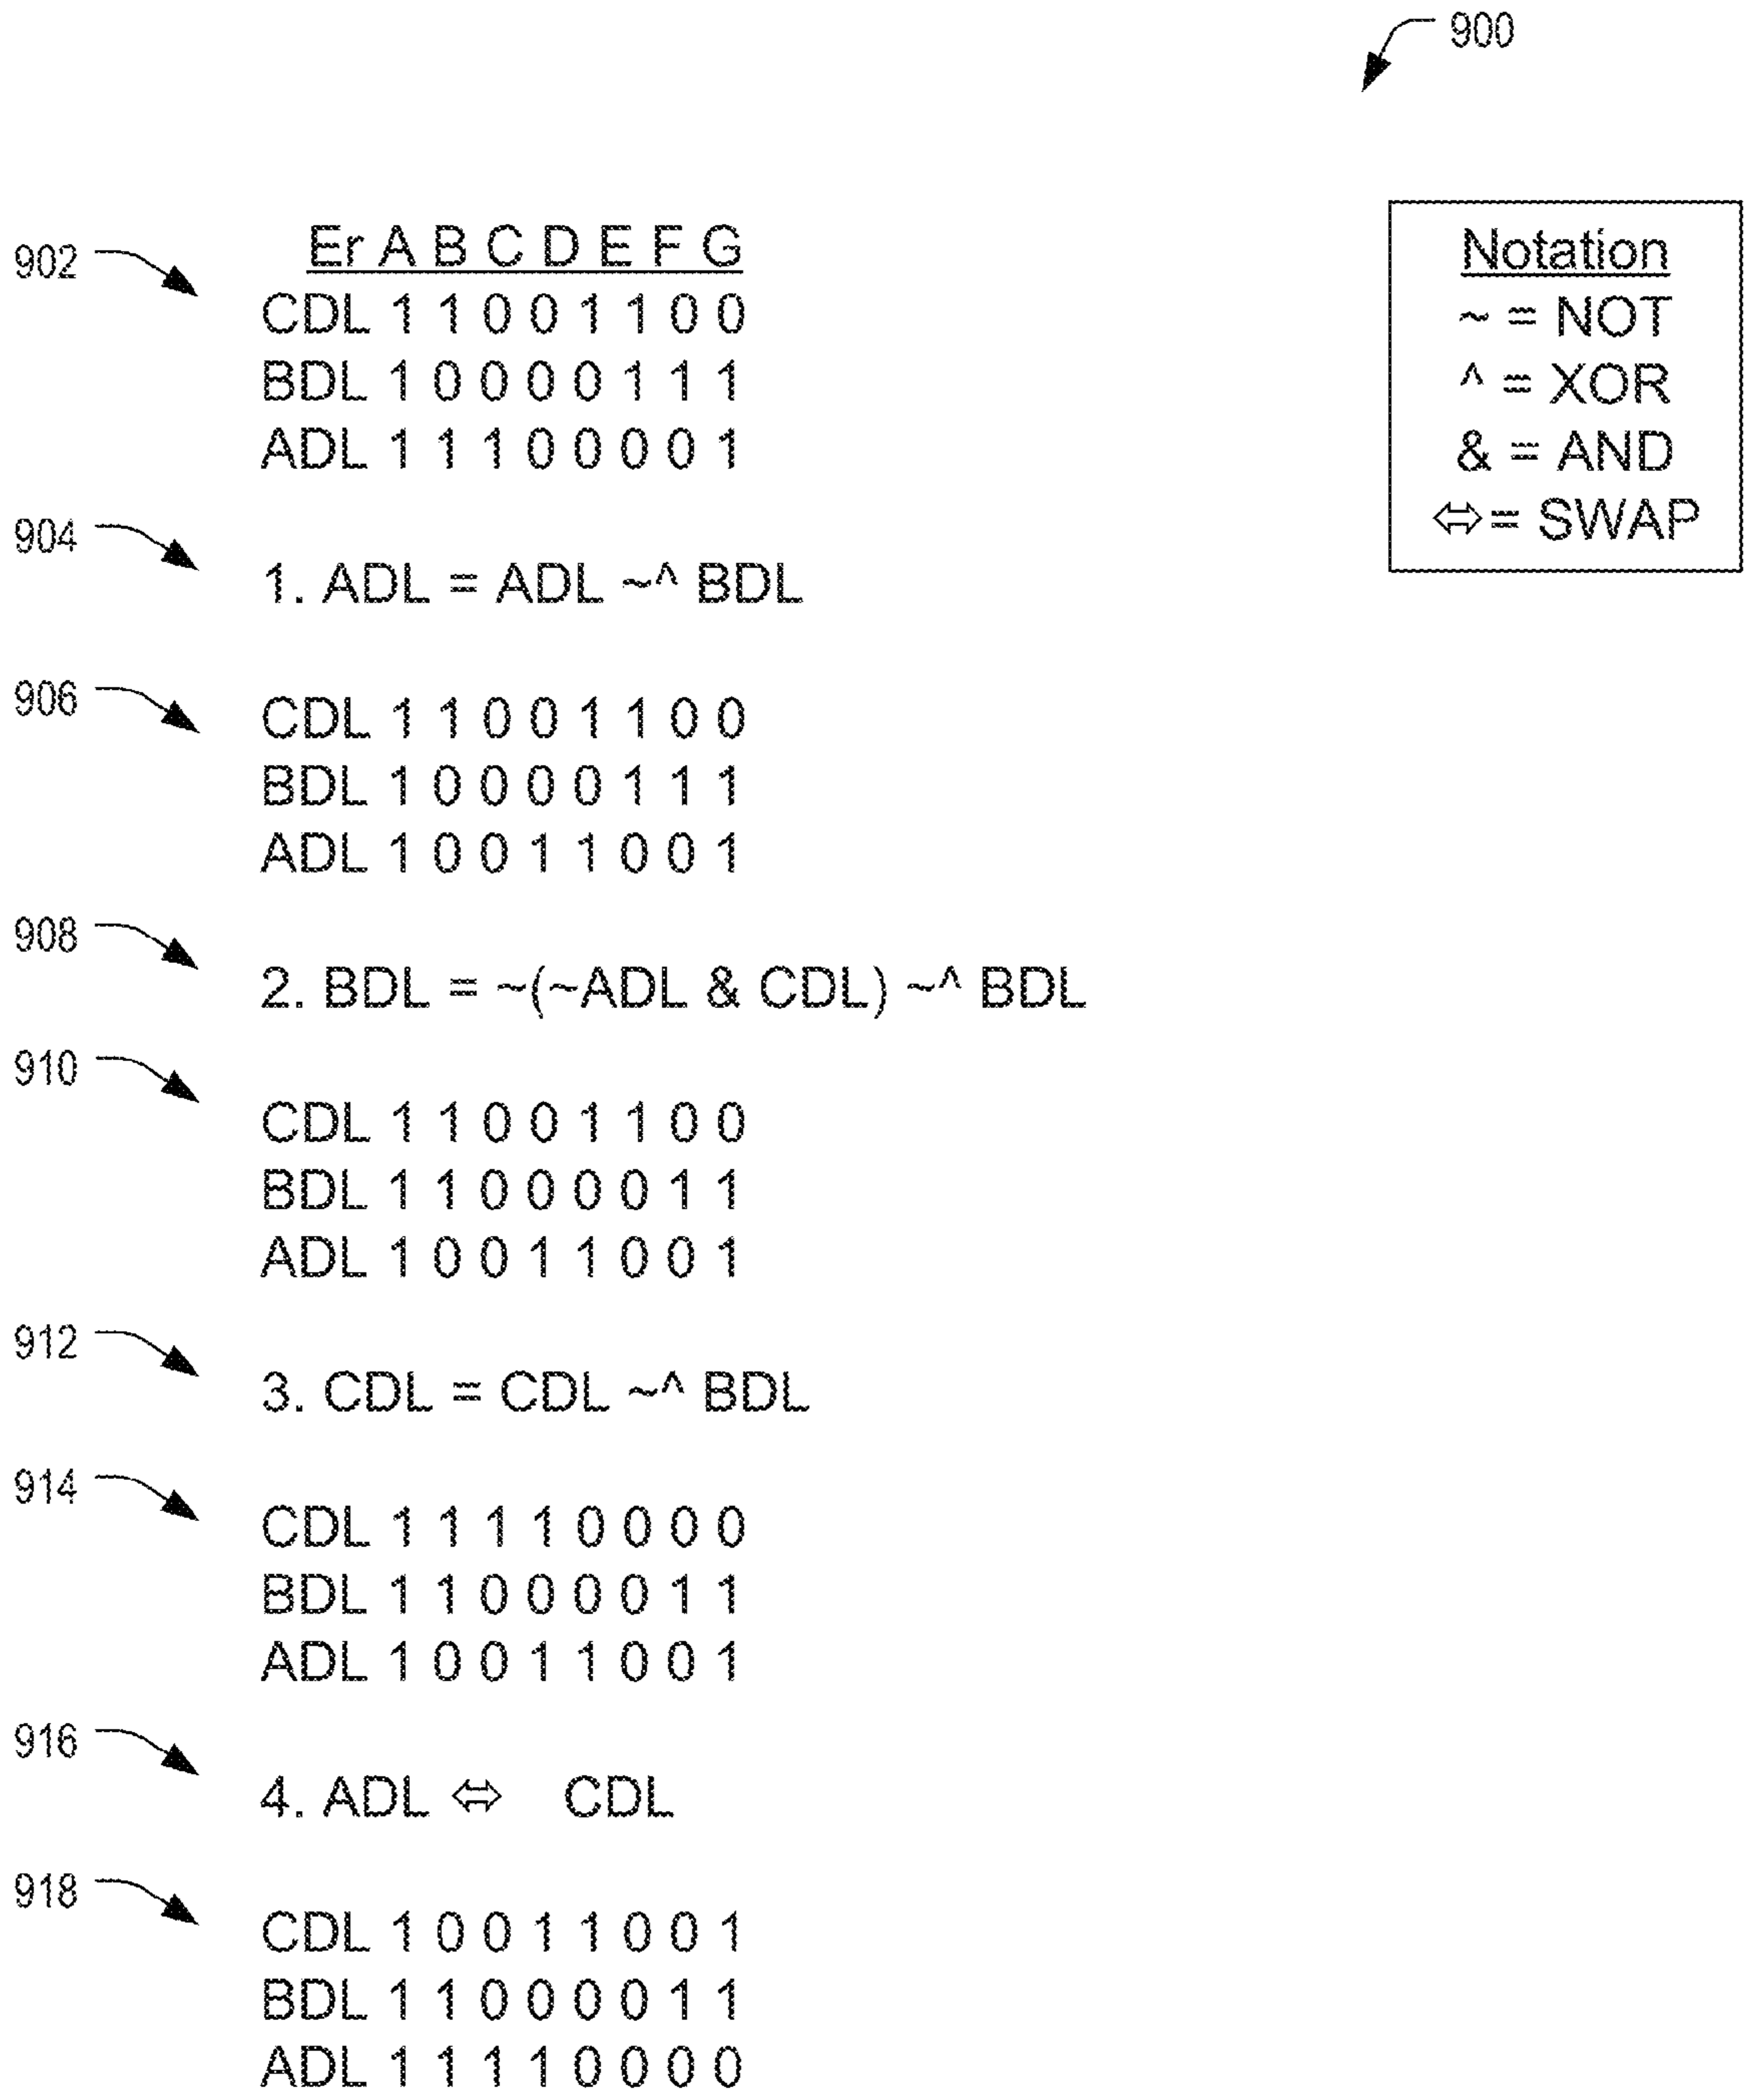 900
Er A B C D E F G
902
CDL 1 1 0 0 1 1 0 0
BDL 1 0 0 0 0 1 1 1
ADL 1 1 1 0 0 0 0 1
Notation
~ = NOT
^ = XOR
& = AND
⇔ = SWAP
904
1. ADL = ADL ~^ BDL
906
CDL 1 1 0 0 1 1 0 0
BDL 1 0 0 0 0 1 1 1
ADL 1 0 0 1 1 0 0 1
908
2. BDL = ~(~ADL & CDL) ~^ BDL
910
CDL 1 1 0 0 1 1 0 0
BDL 1 1 0 0 0 0 1 1
ADL 1 0 0 1 1 0 0 1
912
3. CDL = CDL ~^ BDL
914
CDL 1 1 1 1 0 0 0 0
BDL 1 1 0 0 0 0 1 1
ADL 1 0 0 1 1 0 0 1
916
4. ADL ⇔ CDL
918
CDL 1 0 0 1 1 0 0 1
BDL 1 1 0 0 0 0 1 1
ADL 1 1 1 1 0 0 0 0